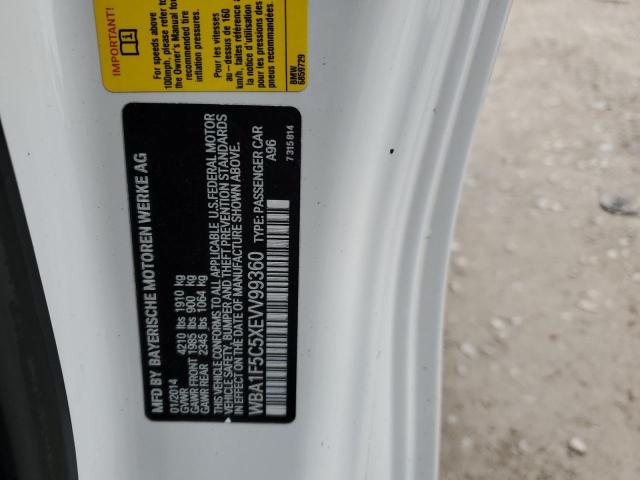 IMPORTANT!
For speeds above
100mph, please refer to
the Owner's Manual for
recommended tire
inflation pressures.
Pour les vitesses
au-dessus de 160
km/h, faites référence
la notice d'utilisation
pour les pressions
pneumatiques
BMW
6859729
MFD BY BAYERISCHE MOTOREN WERKE AG
01/2014
GVWR 4210 lbs 1910 kg
GAWR FRONT 1985 lbs 900 kg
GAWR REAR 2345 lbs 1064 kg
THIS VEHICLE CONFORMS TO ALL APPLICABLE U.S. FEDERAL MOTOR
VEHICLE SAFETY, BUMPER, AND THEFT PREVENTION STANDARDS
IN EFFECT ON THE DATE OF MANUFACTURE SHOWN ABOVE.
WBA1F5C5XEVV99360 TYPE: PASSENGER CAR
A96
7315814